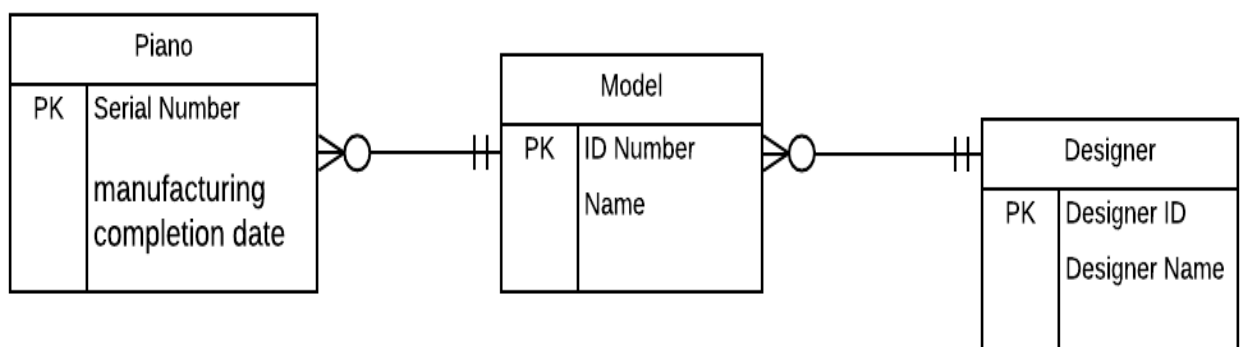 Piano
PK Serial Number
manufacturing
completion date
Model
PK ID Number
Name
Designer
PK Designer ID
Designer Name